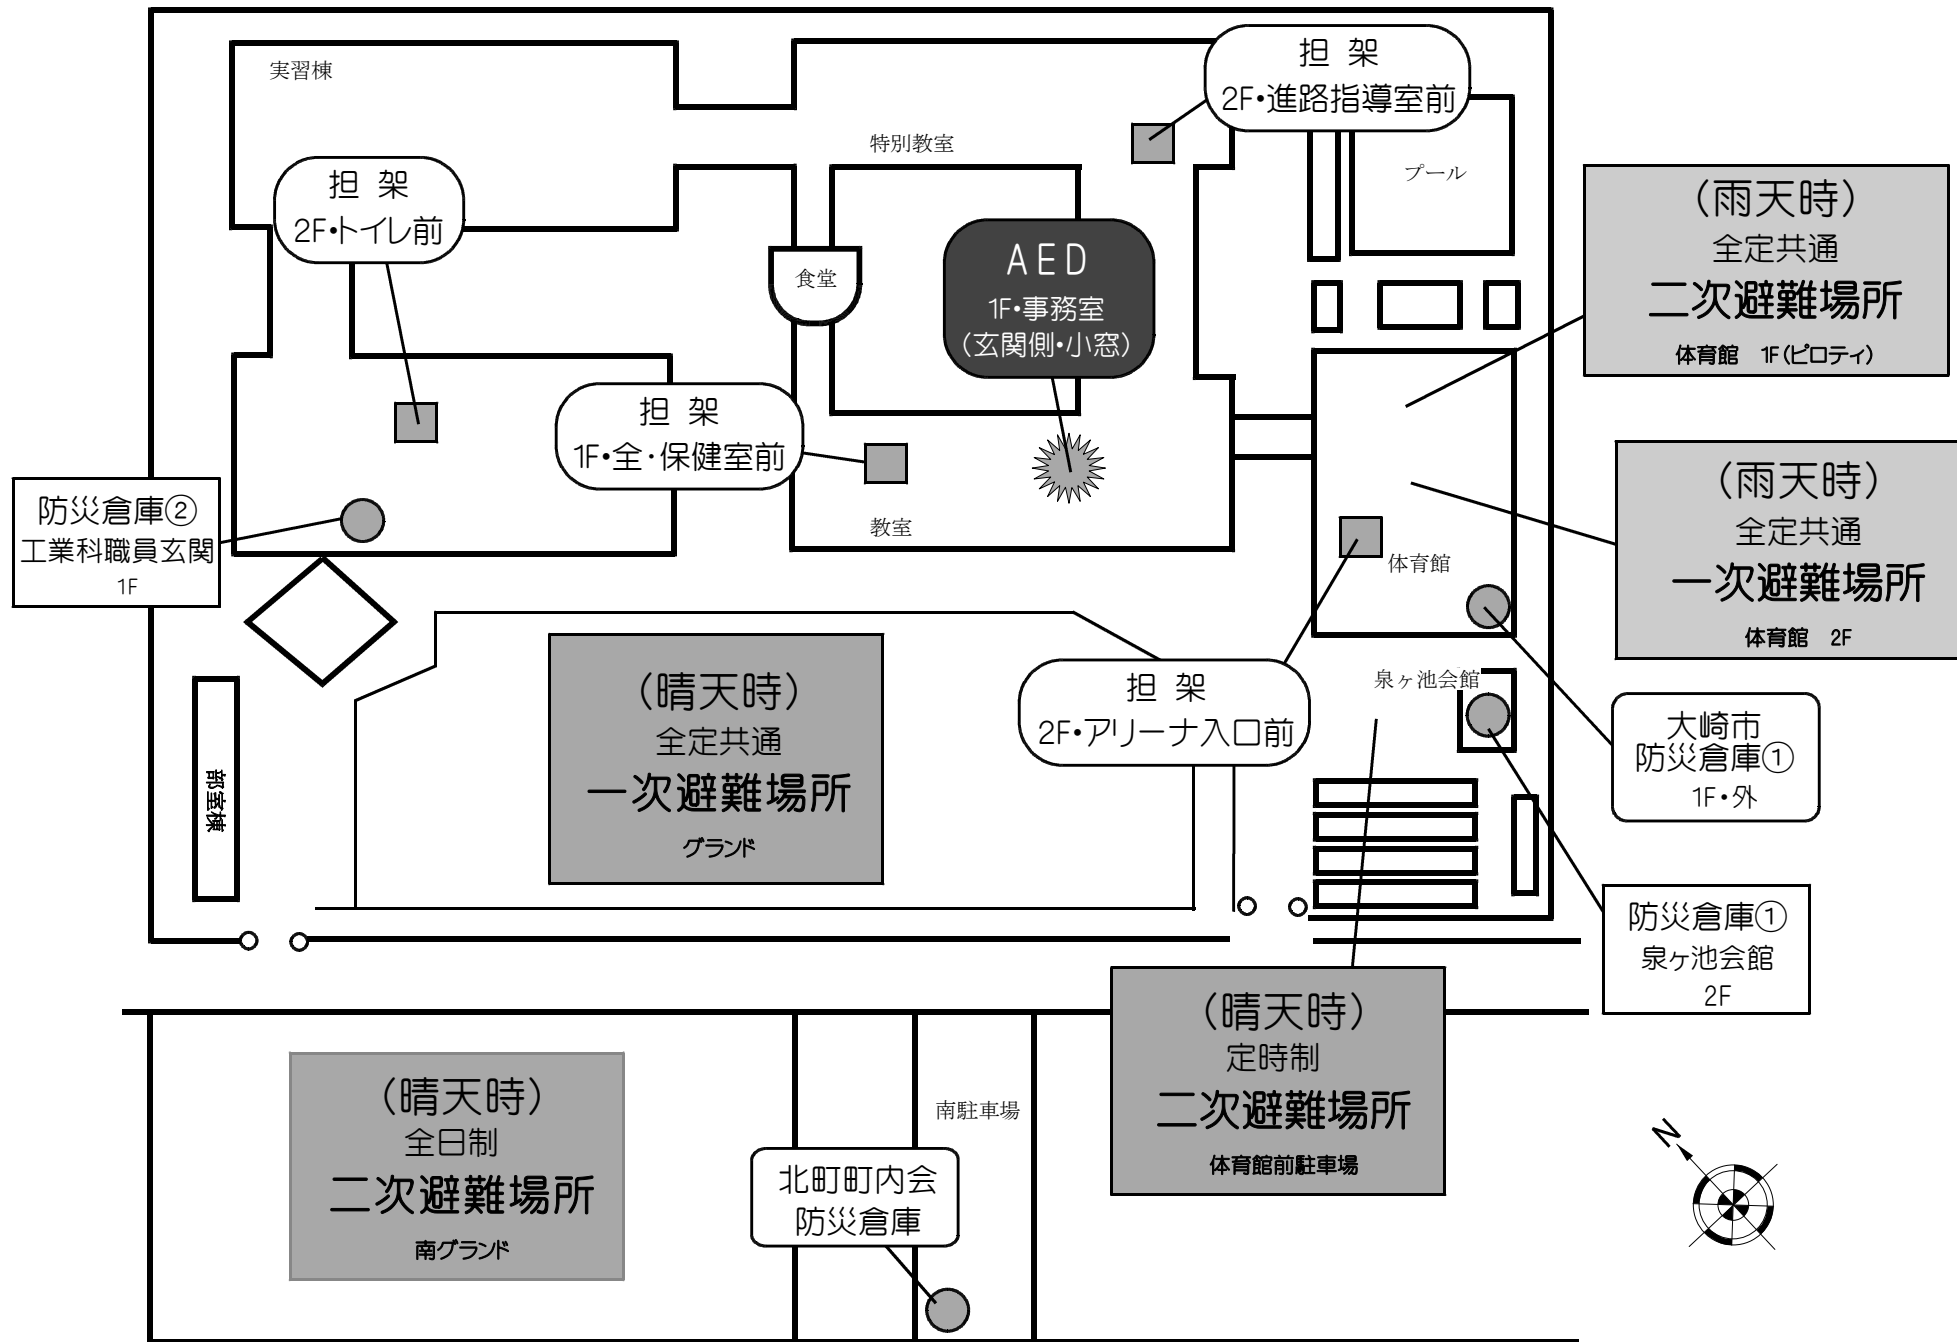 担 架
2F・進路指導室前
実習棟
特別教室
プール
担 架
2F・トイレ前
(雨天時)
全定共通
二次避難場所
体育館 1F(ピロティ)
食堂
AED
1F・事務室
(玄関側・小窓)
担 架
1F・全・保健室前
(雨天時)
全定共通
一次避難場所
体育館 2F
防災倉庫②
工業科職員玄関
1F
教室
体育館
(晴天時)
全定共通
一次避難場所
グランド
担 架
2F・アリーナ入口前
泉ヶ池会館
大崎市
防災倉庫①
1F・外
部室棟
防災倉庫①
泉ヶ池会館
2F
(晴天時)
定時制
二次避難場所
体育館前駐車場
(晴天時)
全日制
二次避難場所
南グランド
南駐車場
北町町内会
防災倉庫
N